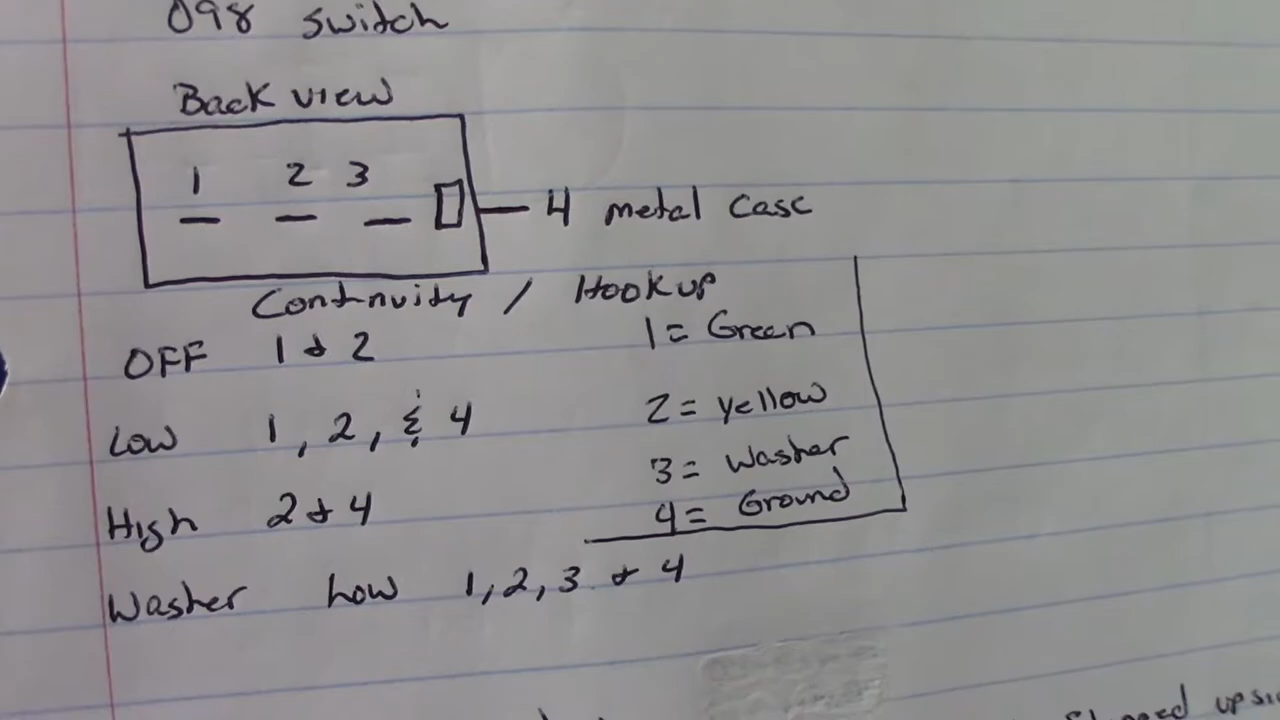 098 switch
Back view
1 2 3
4 metal case
Continuity / Hookup
OFF 1 & 2
1 = Green
Low 1, 2, & 4
2 = yellow
3 = Washer
High 2 & 4
4 = Ground
Washer Low 1, 2, 3 & 4